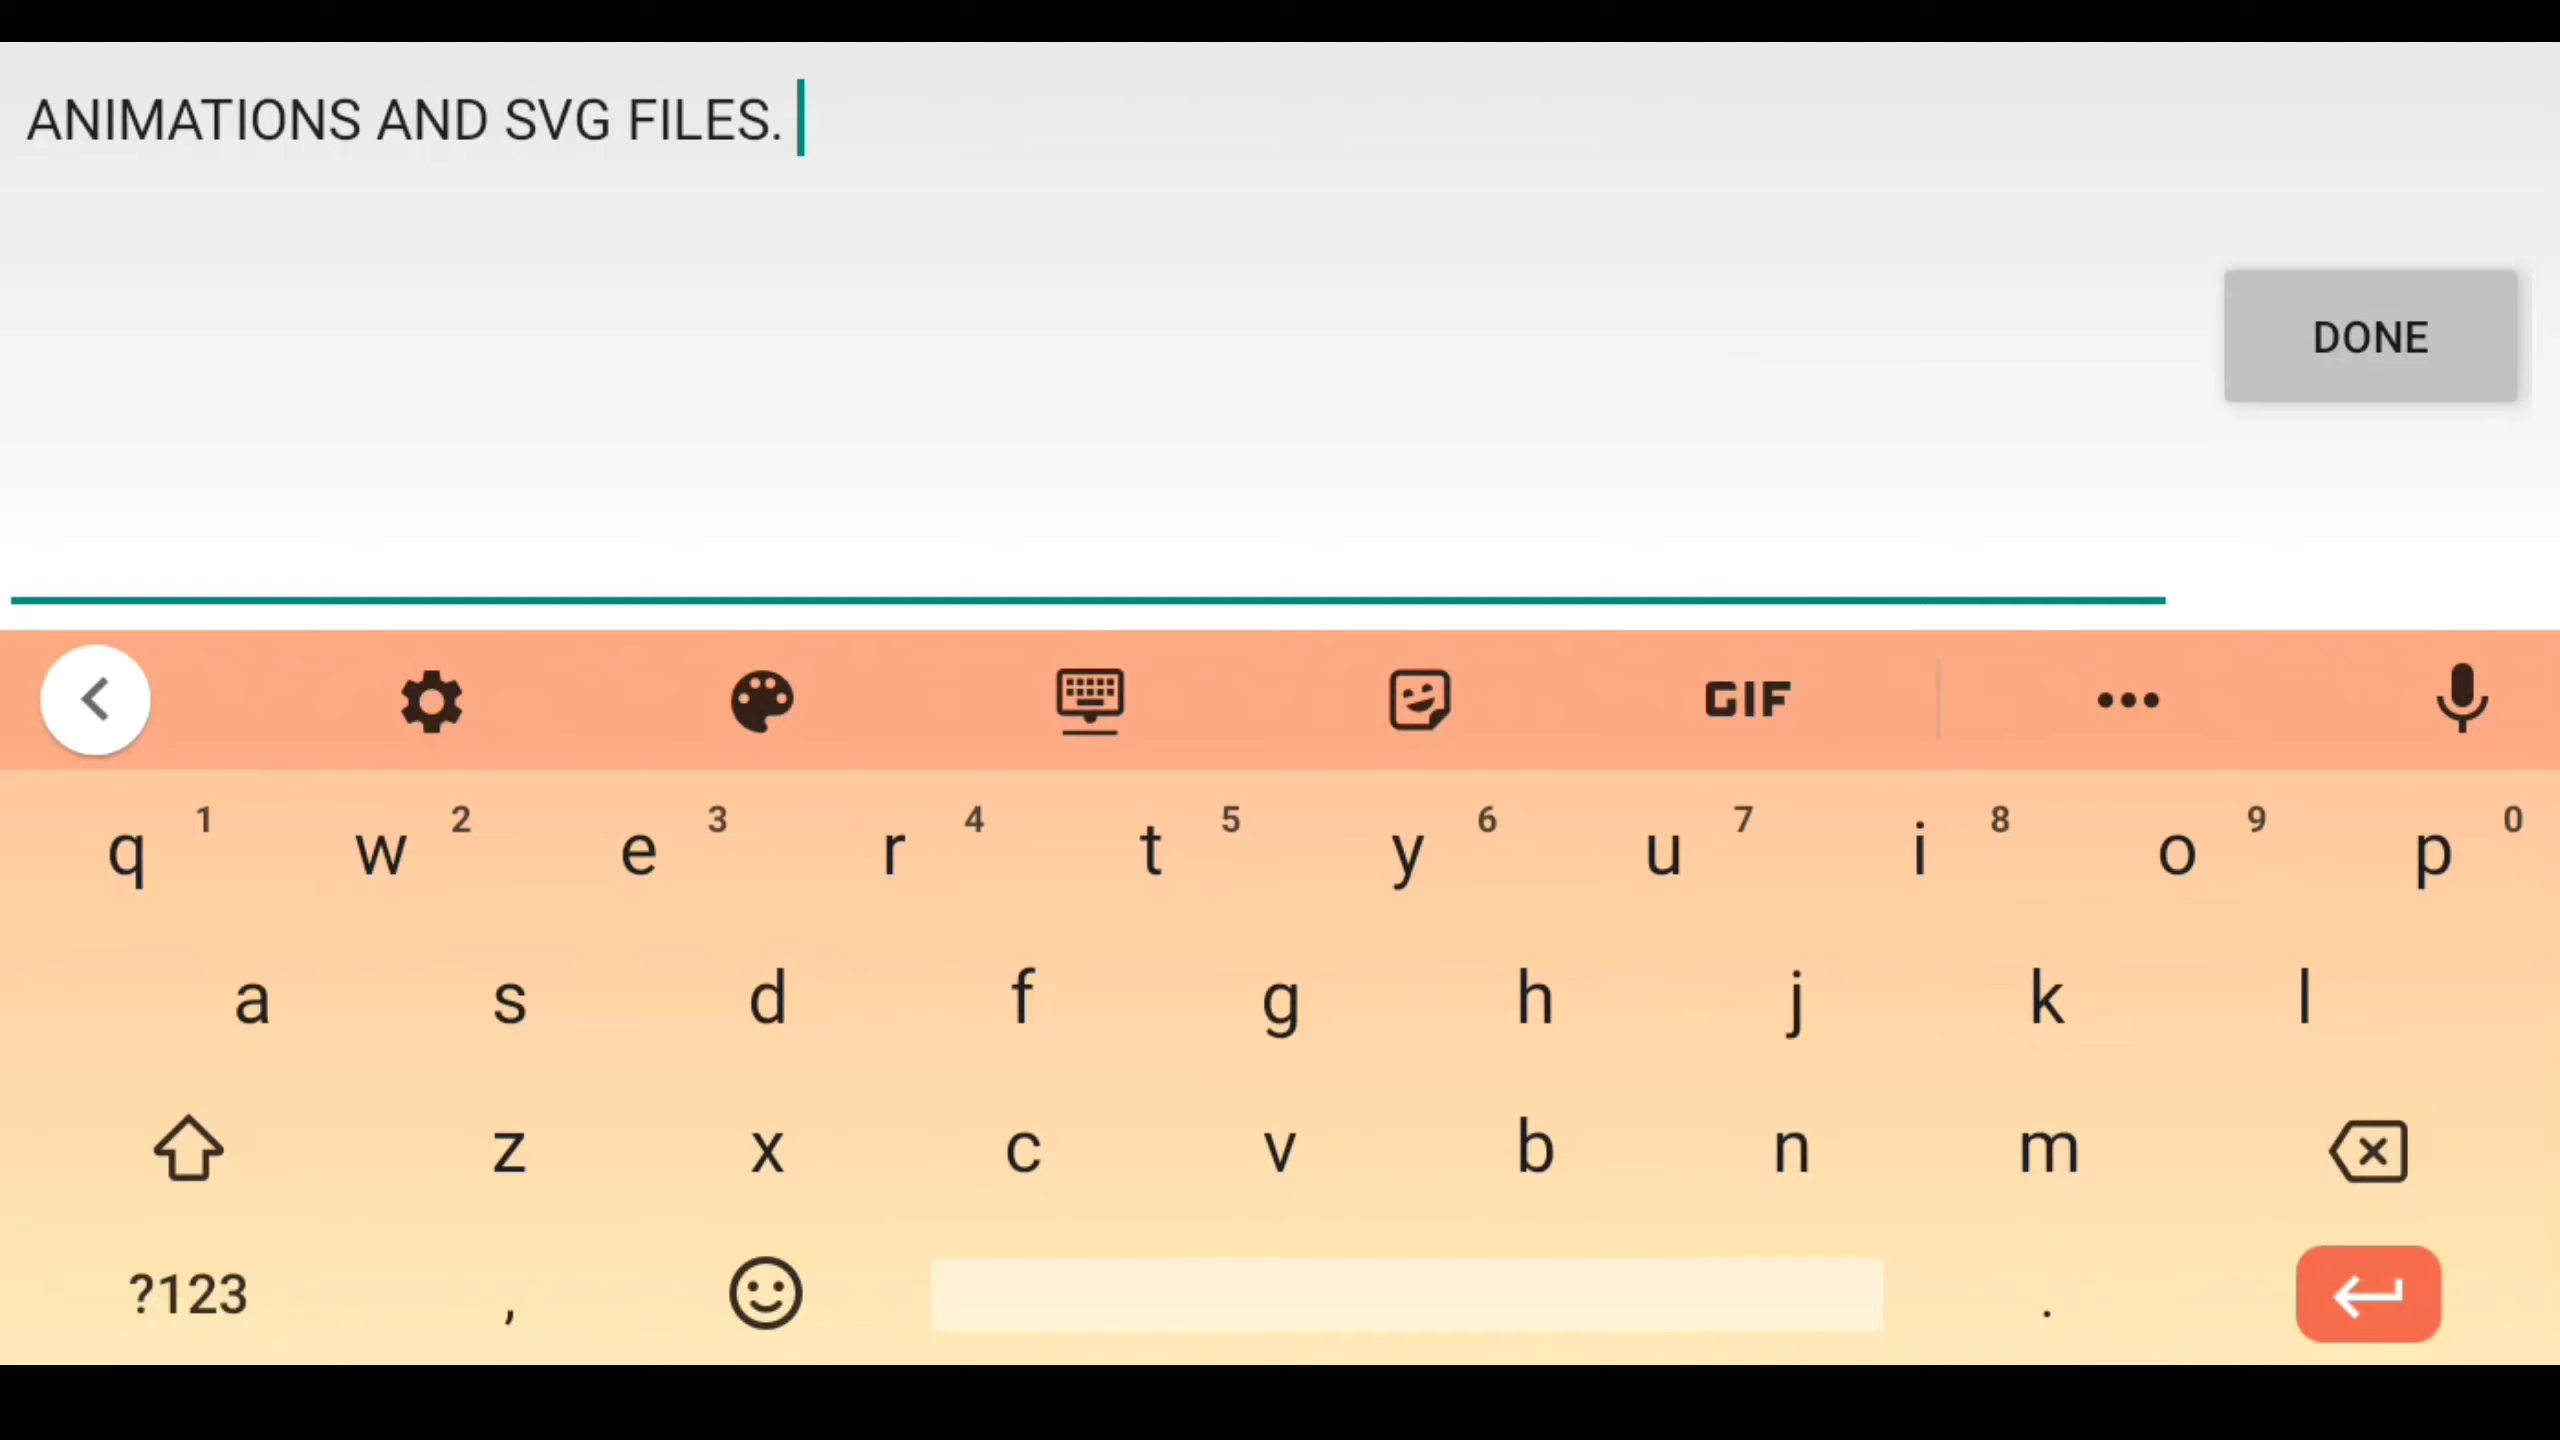 ANIMATIONS AND SVG FILES.
DONE
GIF
q 1 w 2 e 3 r 4 t 5 y 6 u 7 i 8 o 9 p 0
a s d f g h j k l
z x c v b n m
?123 , .